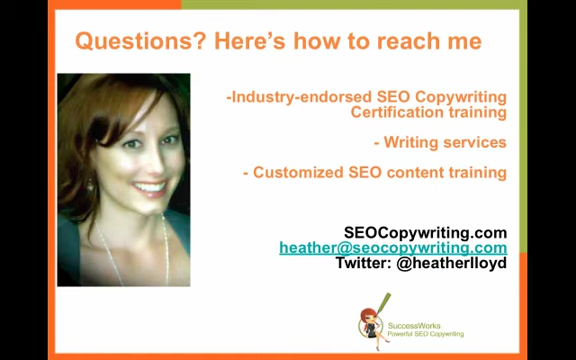 Questions? Here's how to reach me
-Industry-endorsed SEO Copywriting
Certification training
- Writing services
- Customized SEO content training
SEOCopywriting.com
heather@seocopywriting.com
Twitter: @heatherlloyd
SuccessWorks
Powerful SEO Copywriting